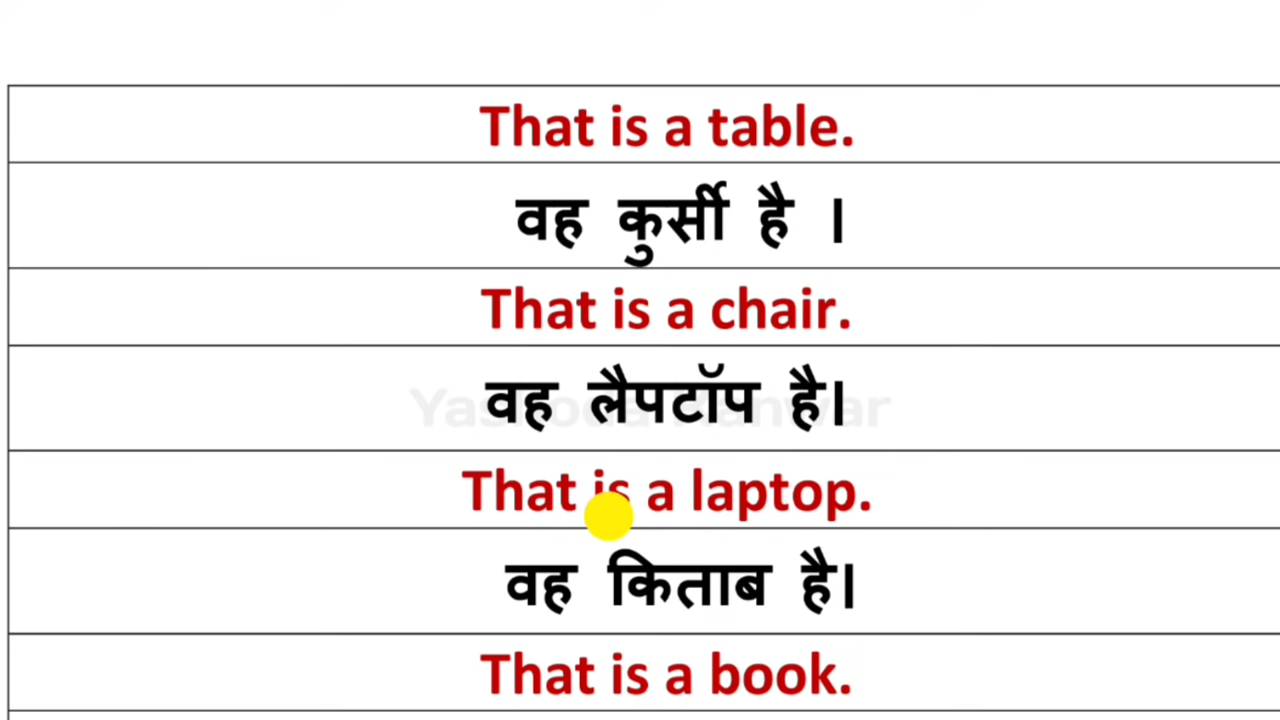 That is a table.
वह कुर्सी है ।
That is a chair.
वह लैपटॉप है।
That is a laptop.
वह किताब है।
That is a book.